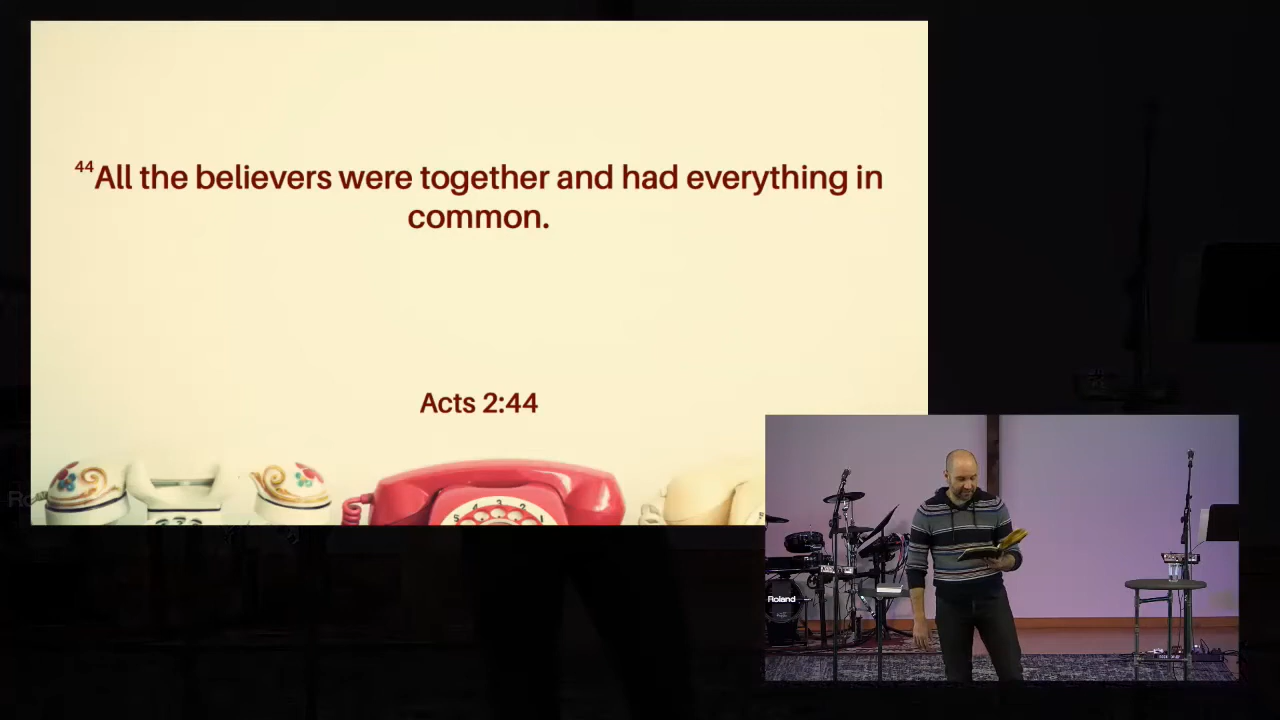 ⁴⁴All the believers were together and had everything in
common.
Acts 2:44
Roland